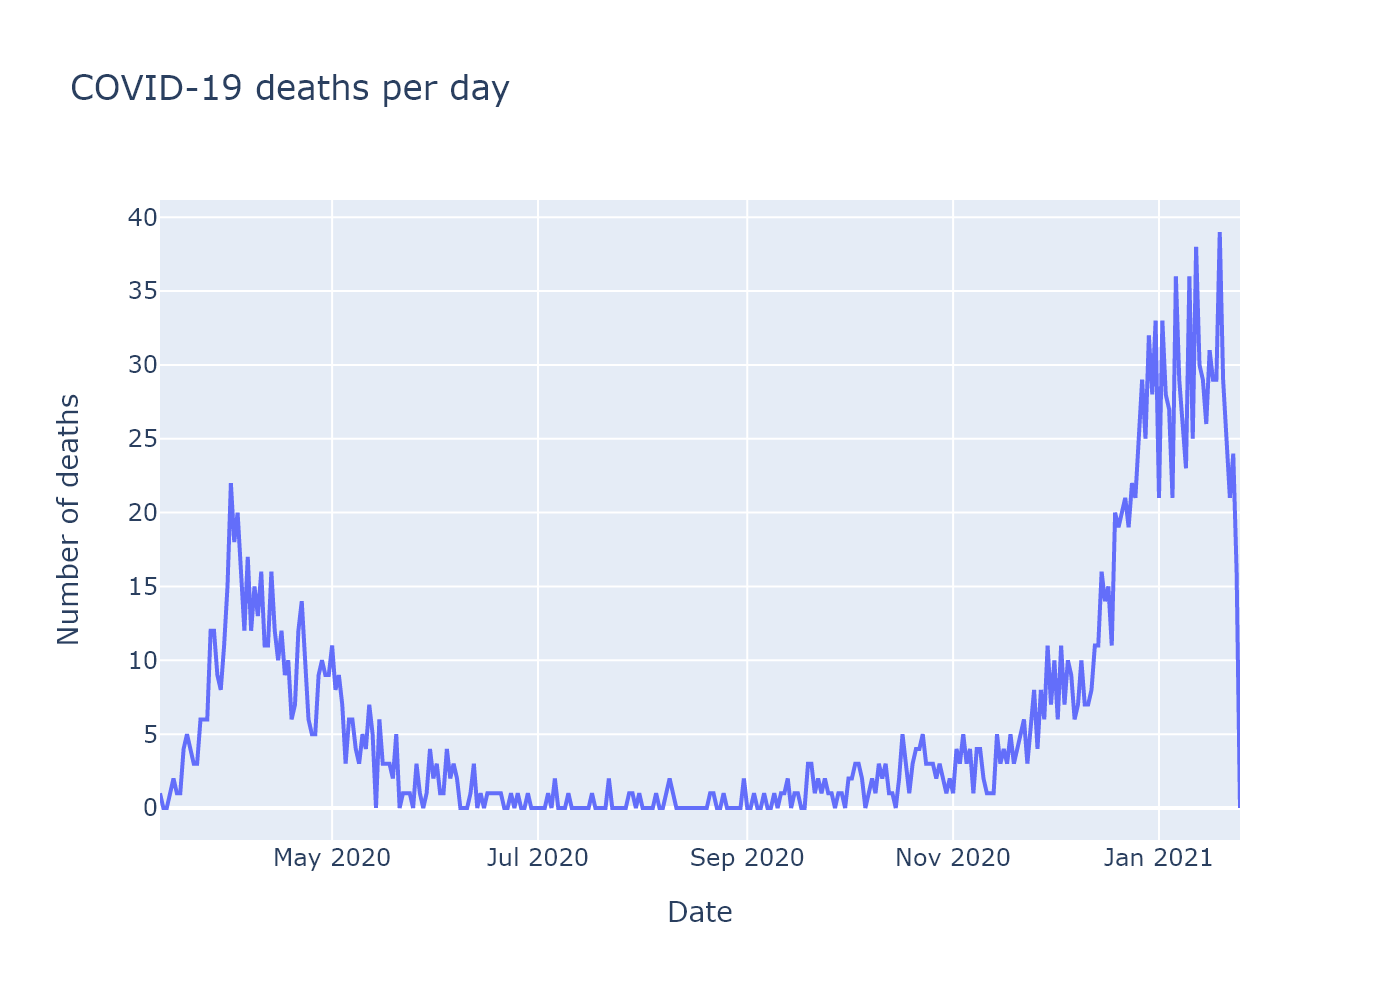 COVID-19 deaths per day
40
35
30
25
20
15
10
5
0
Number of deaths
May 2020
Jul 2020
Sep 2020
Nov 2020
Jan 2021
Date